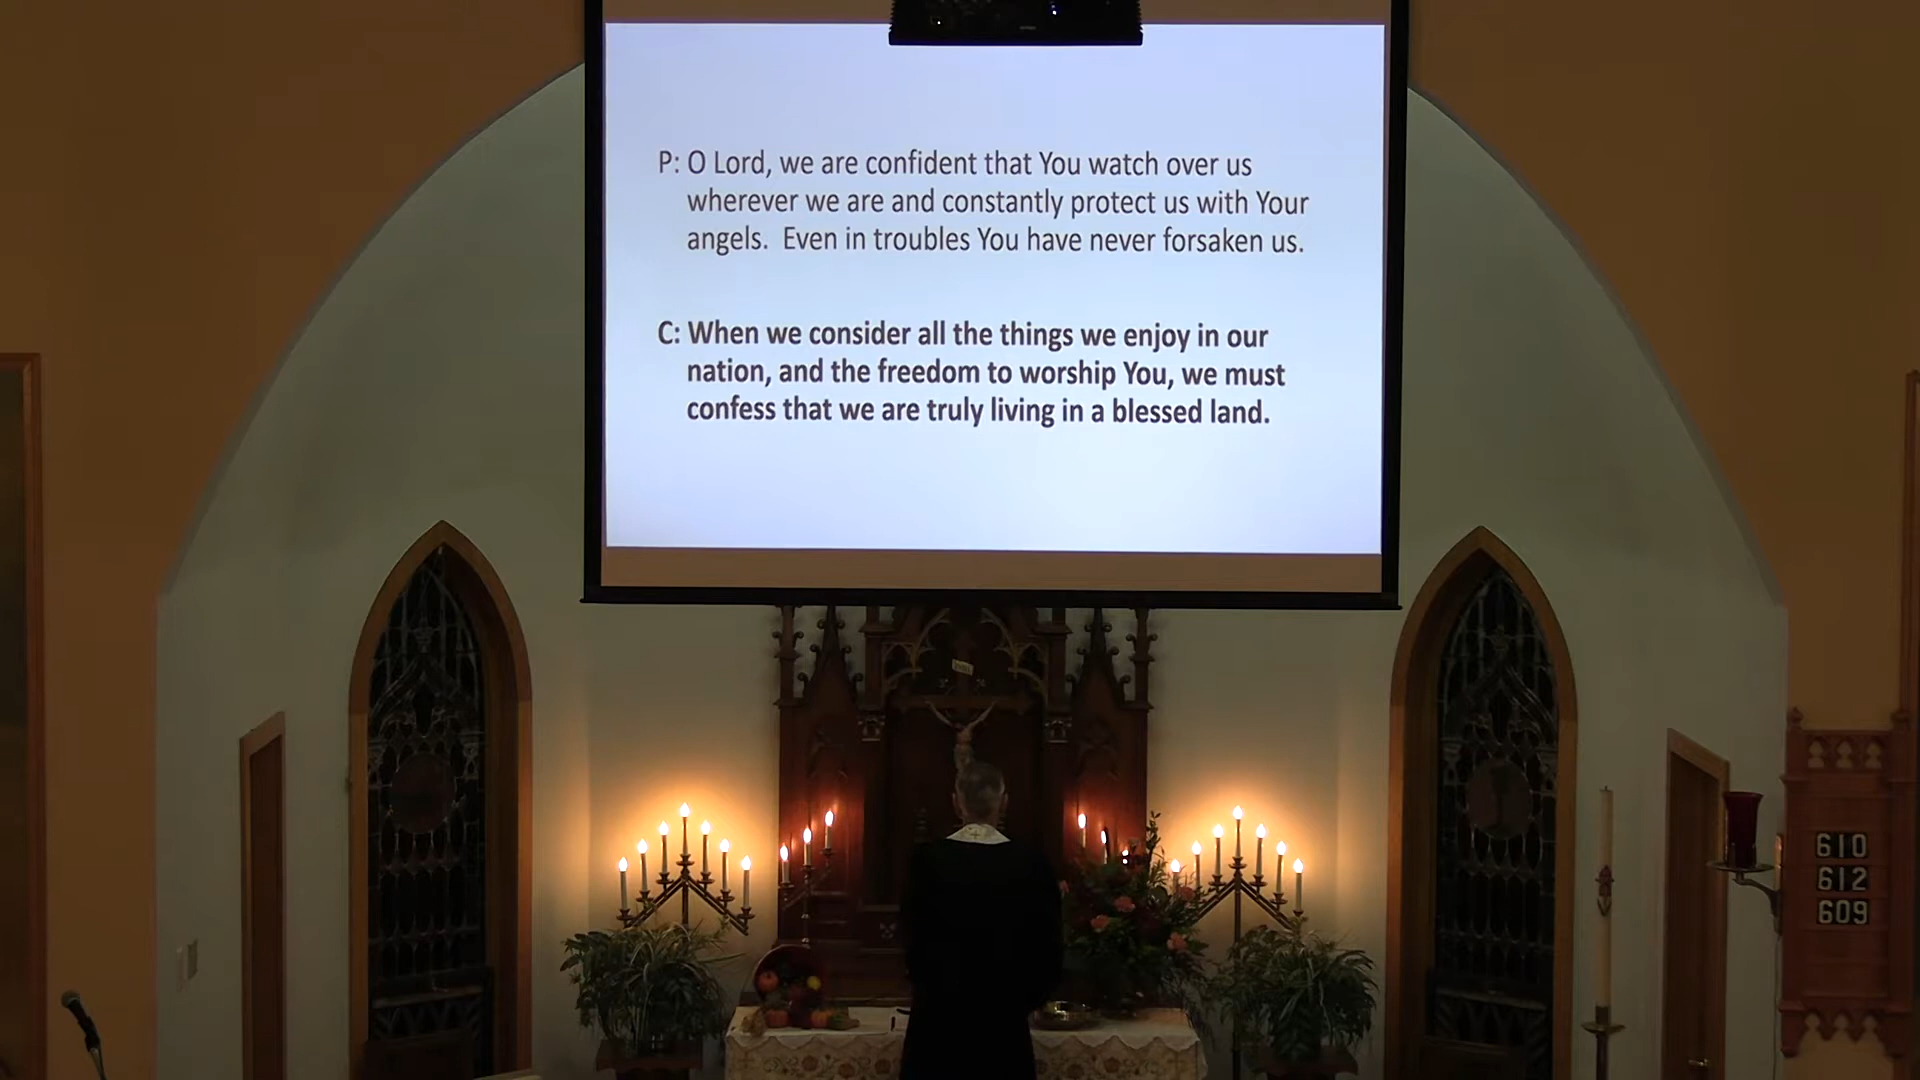 P: O Lord, we are confident that You watch over us
wherever we are and constantly protect us with Your
angels.  Even in troubles You have never forsaken us.
C: When we consider all the things we enjoy in our
nation, and the freedom to worship You, we must
confess that we are truly living in a blessed land.
610
612
609